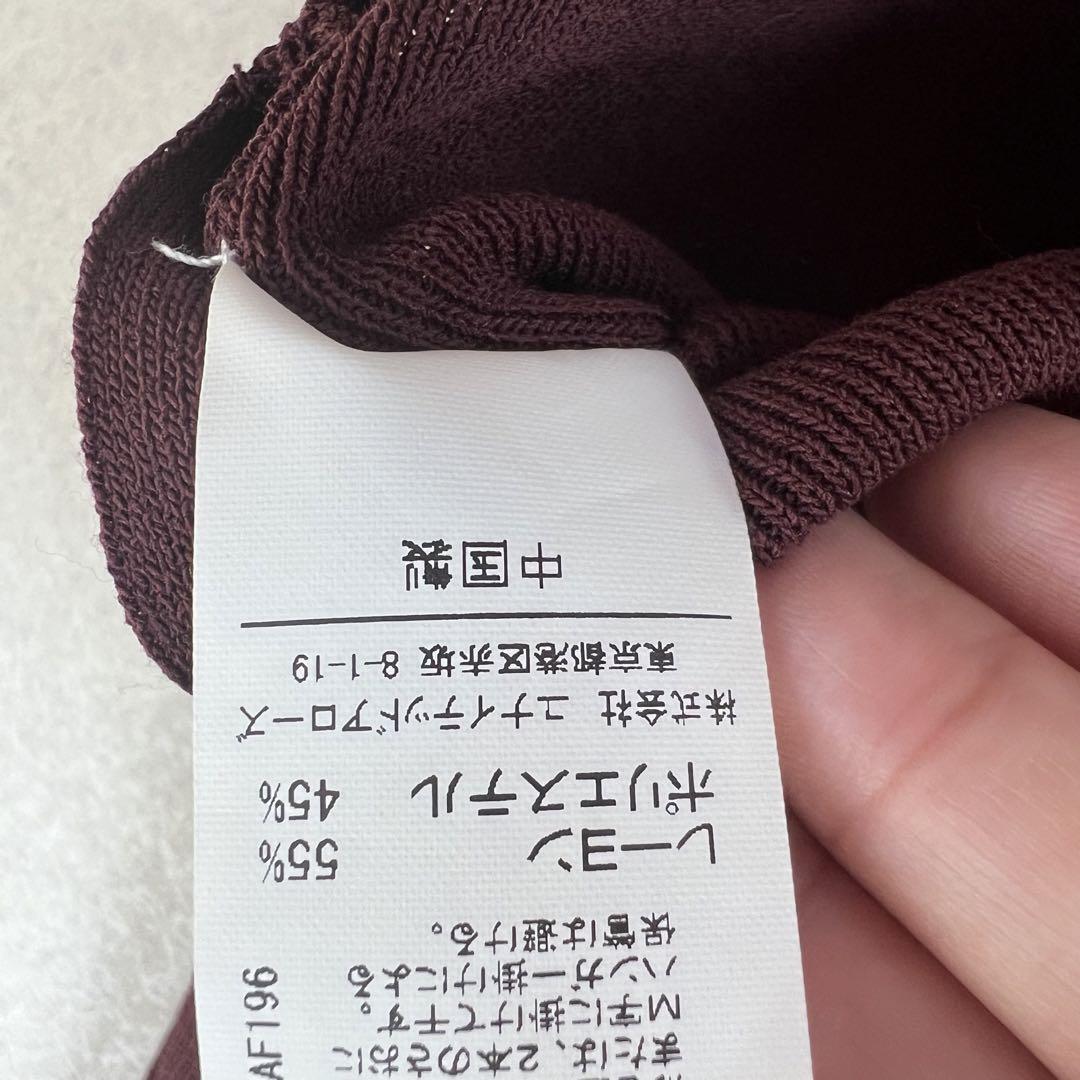 または、2本のさおに
M字に掛けて干す。
ハンガー掛けによる
保管は避ける。
AF196
レーヨン 55%
ポリエステル 45%
株式会社 ユナイテッドアローズ
東京都港区赤坂 8-1-19
中国製